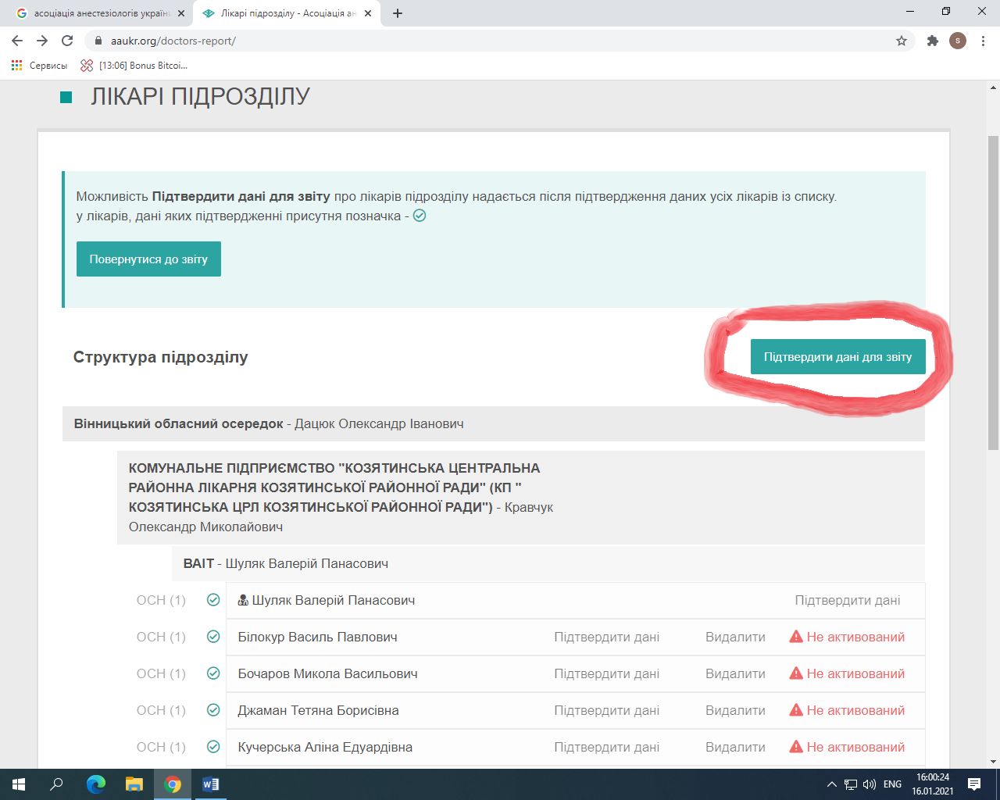 асоціація анестезіологів україни
Лікарі підрозділу - Асоціація ан
aaukr.org/doctors-report/
s
Сервисы
[13:06] Bonus Bitcoi...
ЛІКАРІ ПІДРОЗДІЛУ
Можливість Підтвердити дані для звіту про лікарів підрозділу надається після підтвердження даних усіх лікарів із списку.
у лікарів, дані яких підтвердженні присутня позначка -
Повернутися до звіту
Структура підрозділу
Підтвердити дані для звіту
Вінницький обласний осередок - Дацюк Олександр Іванович
КОМУНАЛЬНЕ ПІДПРИЄМСТВО "КОЗЯТИНСЬКА ЦЕНТРАЛЬНА
РАЙОННА ЛІКАРНЯ КОЗЯТИНСЬКОЇ РАЙОННОЇ РАДИ" (КП "
КОЗЯТИНСЬКА ЦРЛ КОЗЯТИНСЬКОЇ РАЙОННОЇ РАДИ") - Кравчук
Олександр Миколайович
ВАІТ - Шуляк Валерій Панасович
ОСН (1) Шуляк Валерій Панасович Підтвердити дані
ОСН (1) Білокур Василь Павлович Підтвердити дані Видалити Не активований
ОСН (1) Бочаров Микола Васильович Підтвердити дані Видалити Не активований
ОСН (1) Джаман Тетяна Борисівна Підтвердити дані Видалити Не активований
ОСН (1) Кучерська Аліна Едуардівна Підтвердити дані Видалити Не активований
ENG
16:00:24
16.01.2021